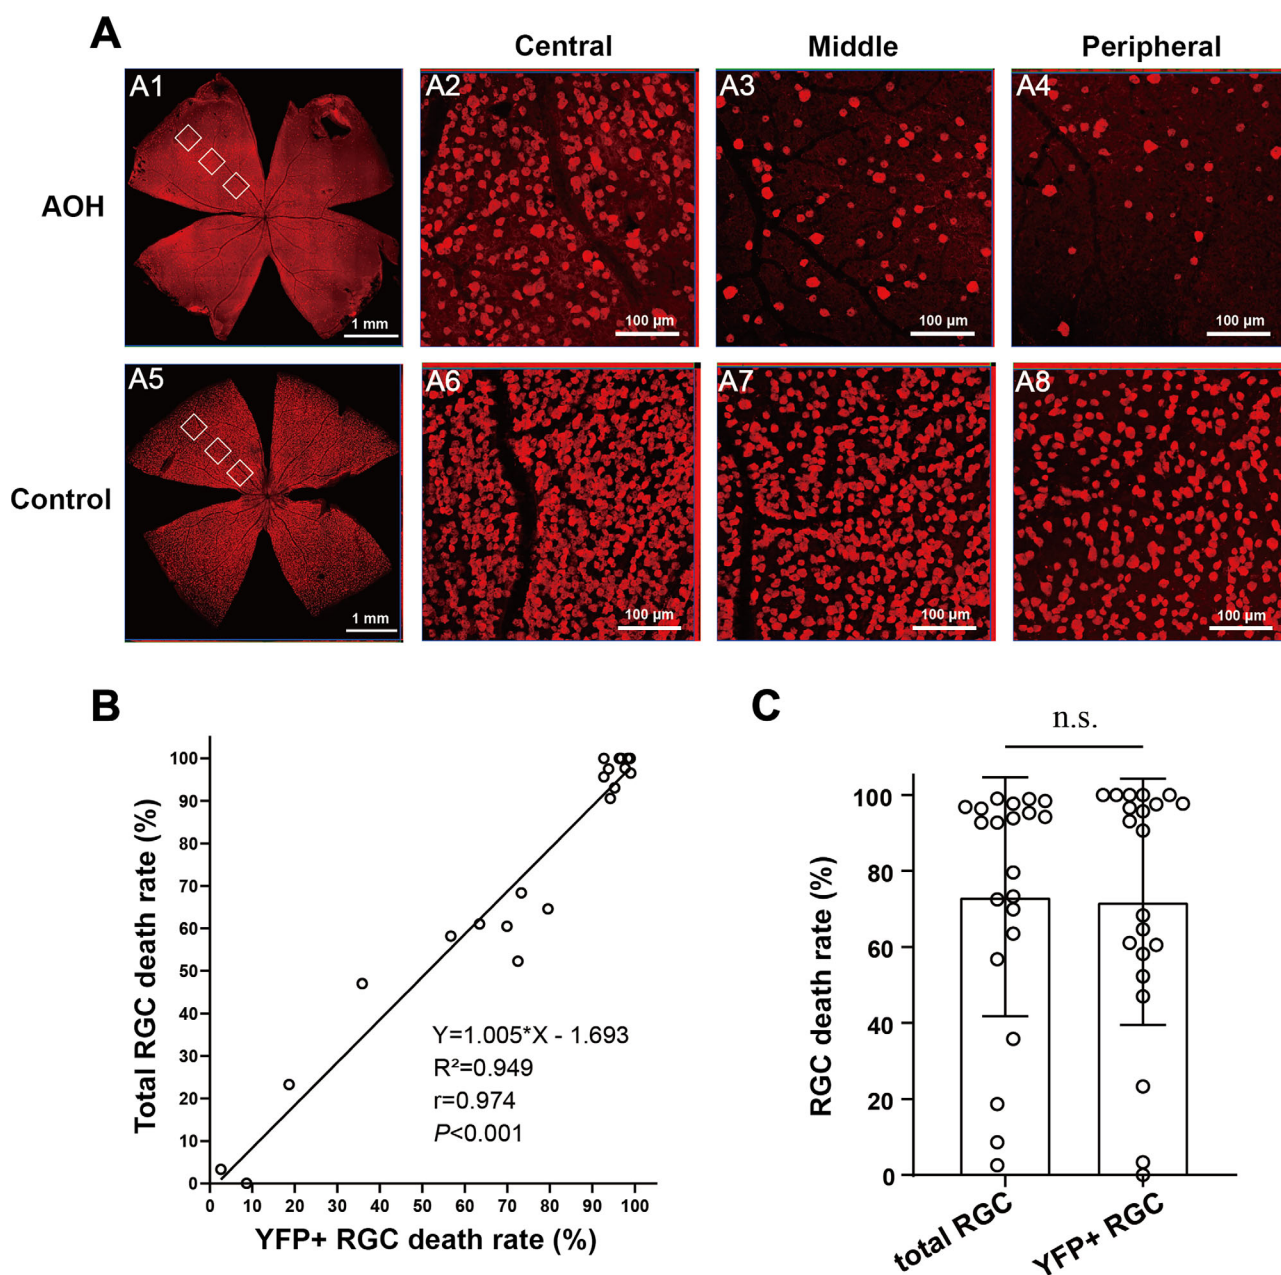 A
Central
Middle
Peripheral
AOH
A1
1 mm
A2
100 µm
A3
100 µm
A4
100 µm
Control
A5
1 mm
A6
100 µm
A7
100 µm
A8
100 µm
B
Total RGC death rate (%)
100
90
80
70
60
50
40
30
20
10
0
Y=1.005*X - 1.693
R²=0.949
r=0.974
P<0.001
0 10 20 30 40 50 60 70 80 90 100
YFP+ RGC death rate (%)
C
n.s.
RGC death rate (%)
100
80
60
40
20
0
total RGC
YFP+ RGC